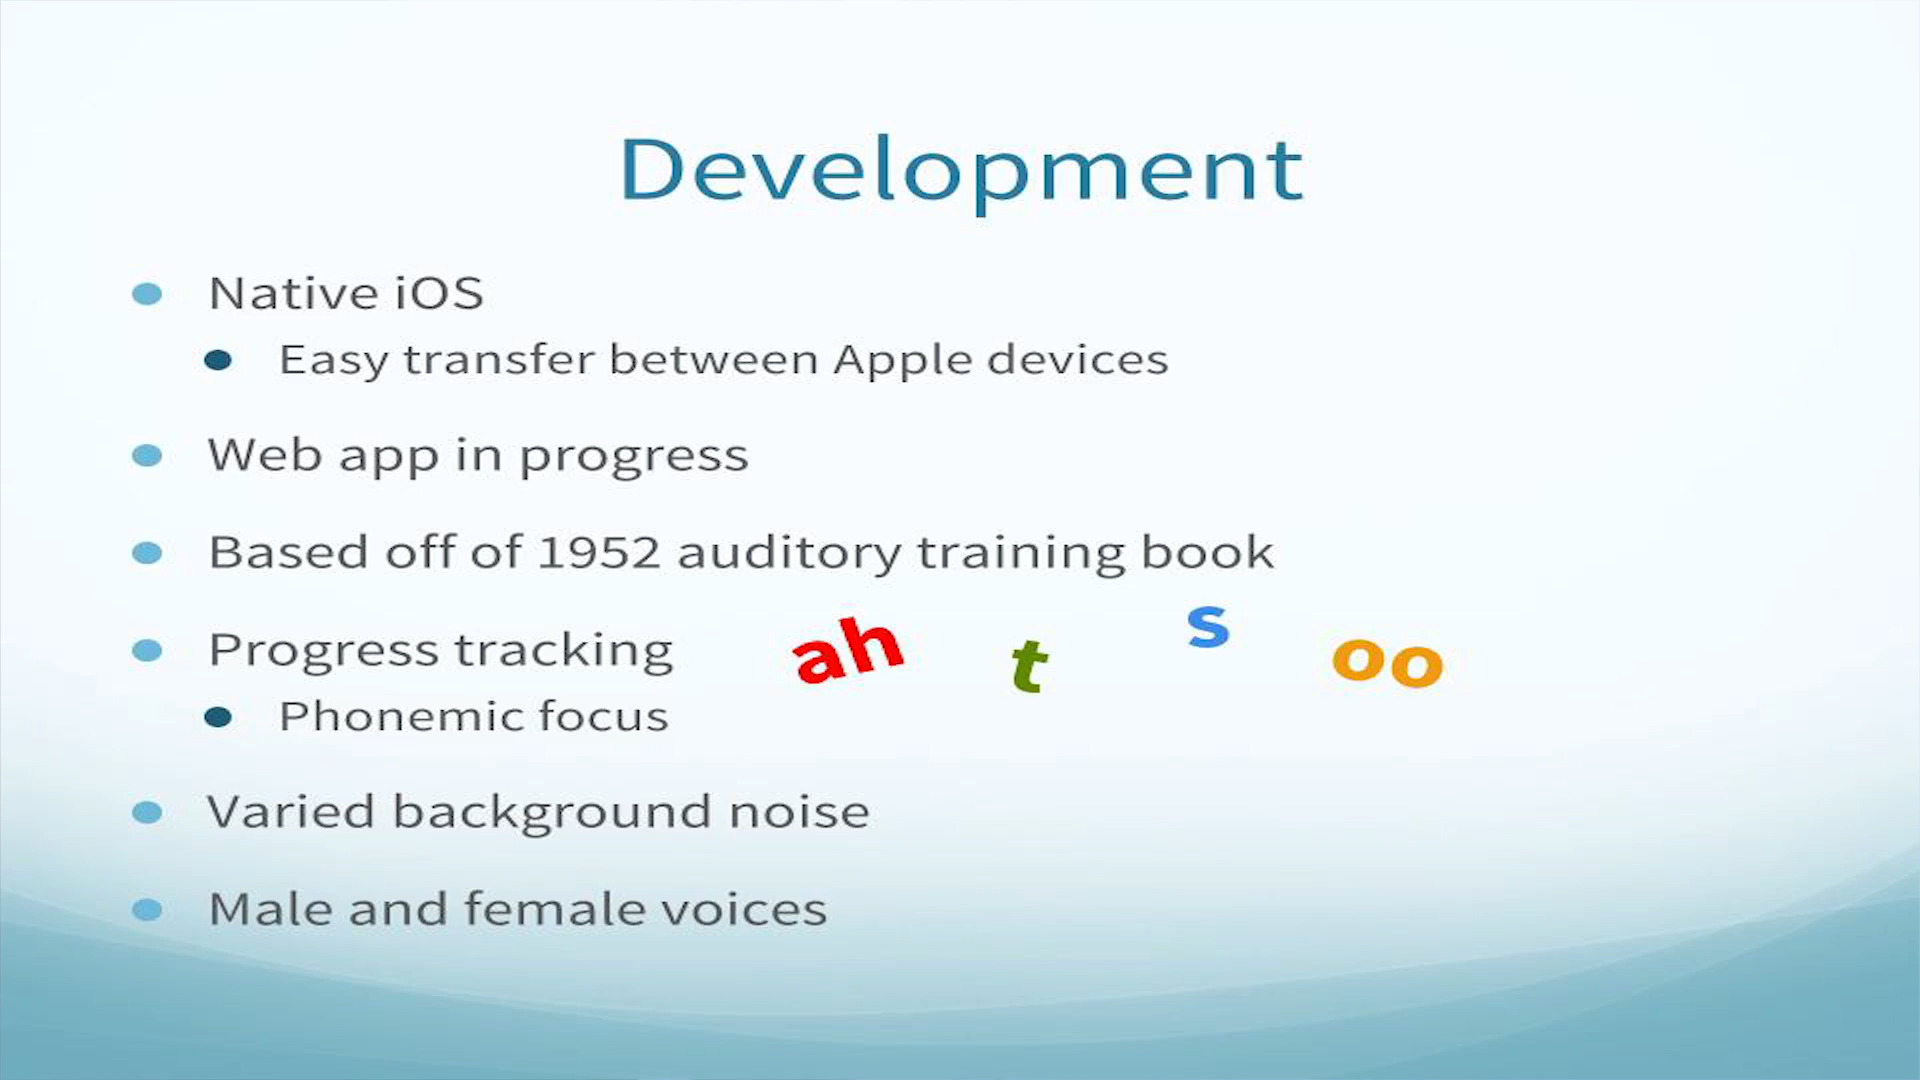 Development
Native iOS
Easy transfer between Apple devices
Web app in progress
Based off of 1952 auditory training book
Progress tracking
ah t s oo
Phonemic focus
Varied background noise
Male and female voices